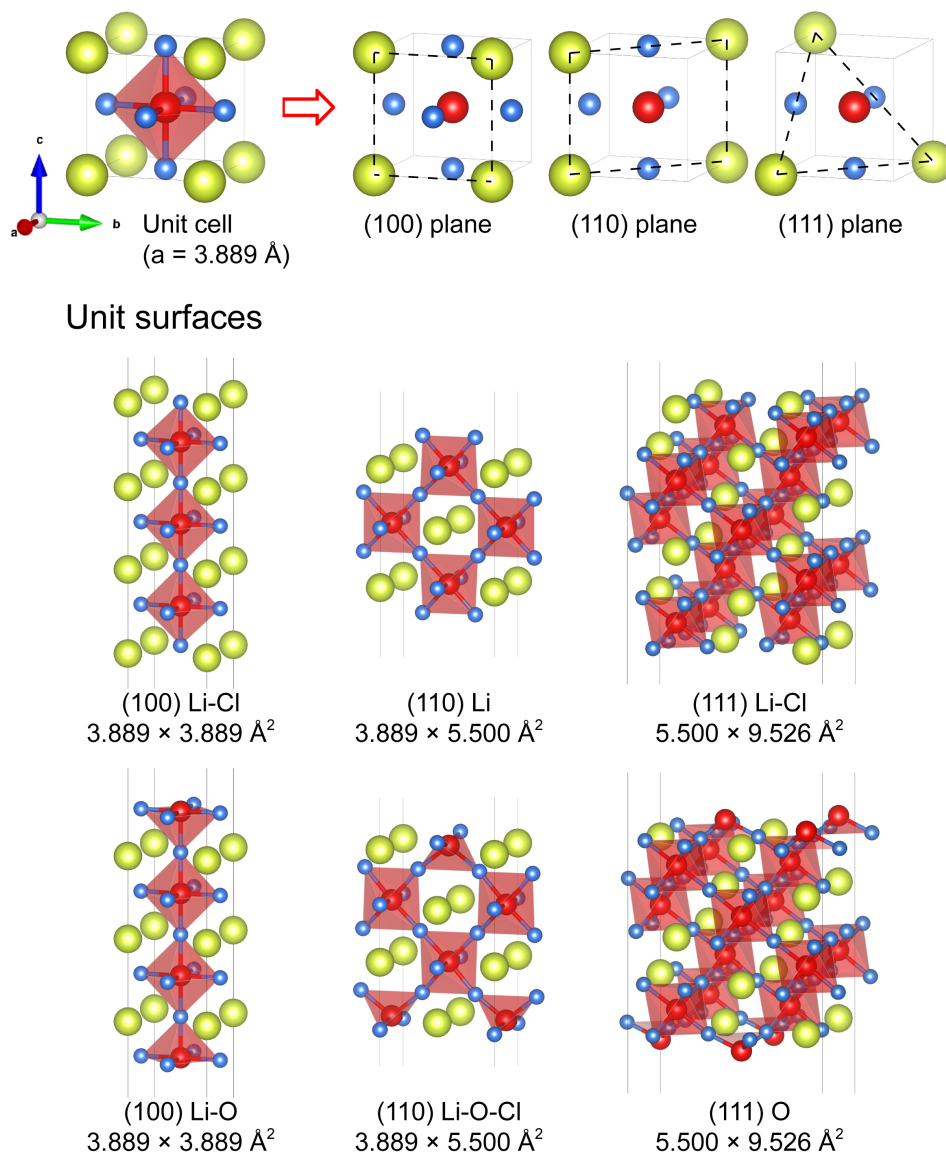 c
a
b
Unit cell
(a = 3.889 Å)
(100) plane
(110) plane
(111) plane
Unit surfaces
(100) Li-Cl
3.889 × 3.889 Å²
(110) Li
3.889 × 5.500 Å²
(111) Li-Cl
5.500 × 9.526 Å²
(100) Li-O
3.889 × 3.889 Å²
(110) Li-O-Cl
3.889 × 5.500 Å²
(111) O
5.500 × 9.526 Å²